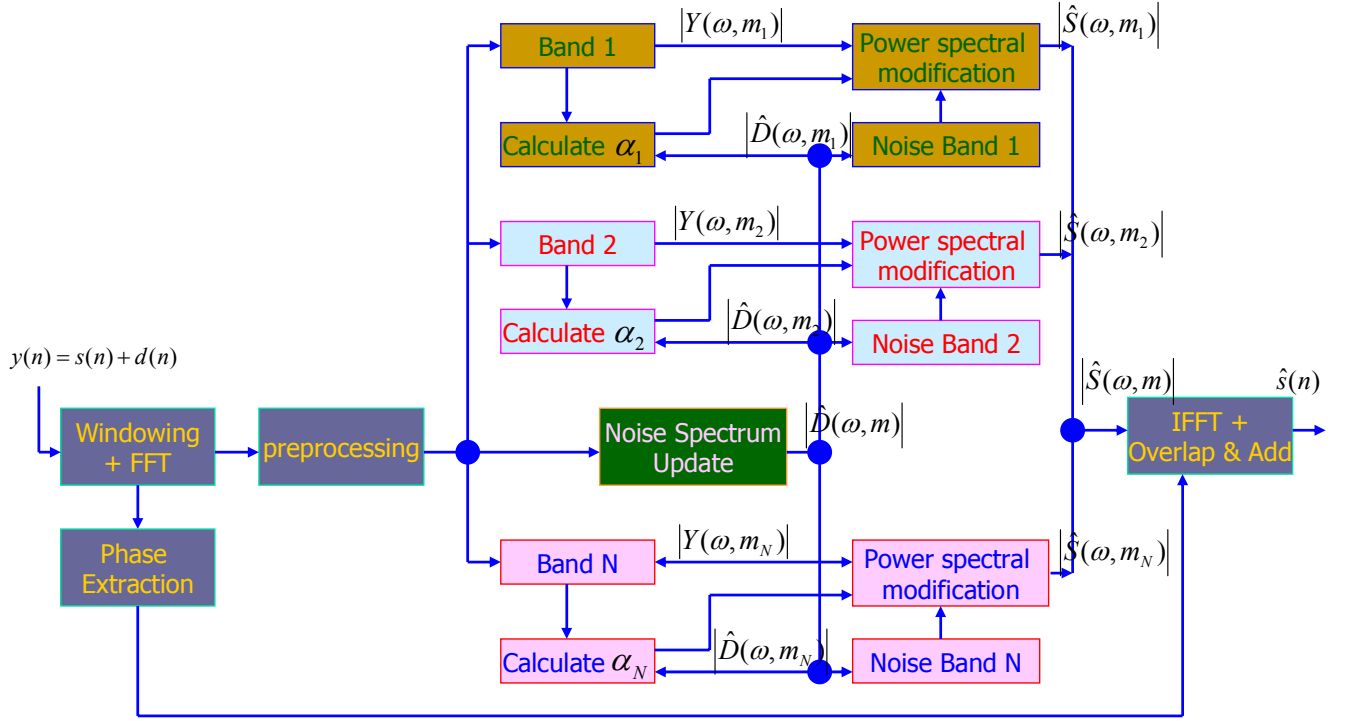 Band 1
|Y(ω,m₁)|
Power spectral
modification
|Ŝ(ω,m₁)|
Calculate α₁
|D̂(ω,m₁)|
Noise Band 1
Band 2
|Y(ω,m₂)|
Power spectral
modification
|Ŝ(ω,m₂)|
Calculate α₂
|D̂(ω,m₂)|
Noise Band 2
y(n) = s(n) + d(n)
Windowing
+ FFT
preprocessing
Noise Spectrum
Update
|D̂(ω,m)|
|Ŝ(ω,m)|
IFFT +
Overlap & Add
ŝ(n)
Phase
Extraction
Band N
|Y(ω,m_N)|
Power spectral
modification
|Ŝ(ω,m_N)|
Calculate α_N
|D̂(ω,m_N)|
Noise Band N